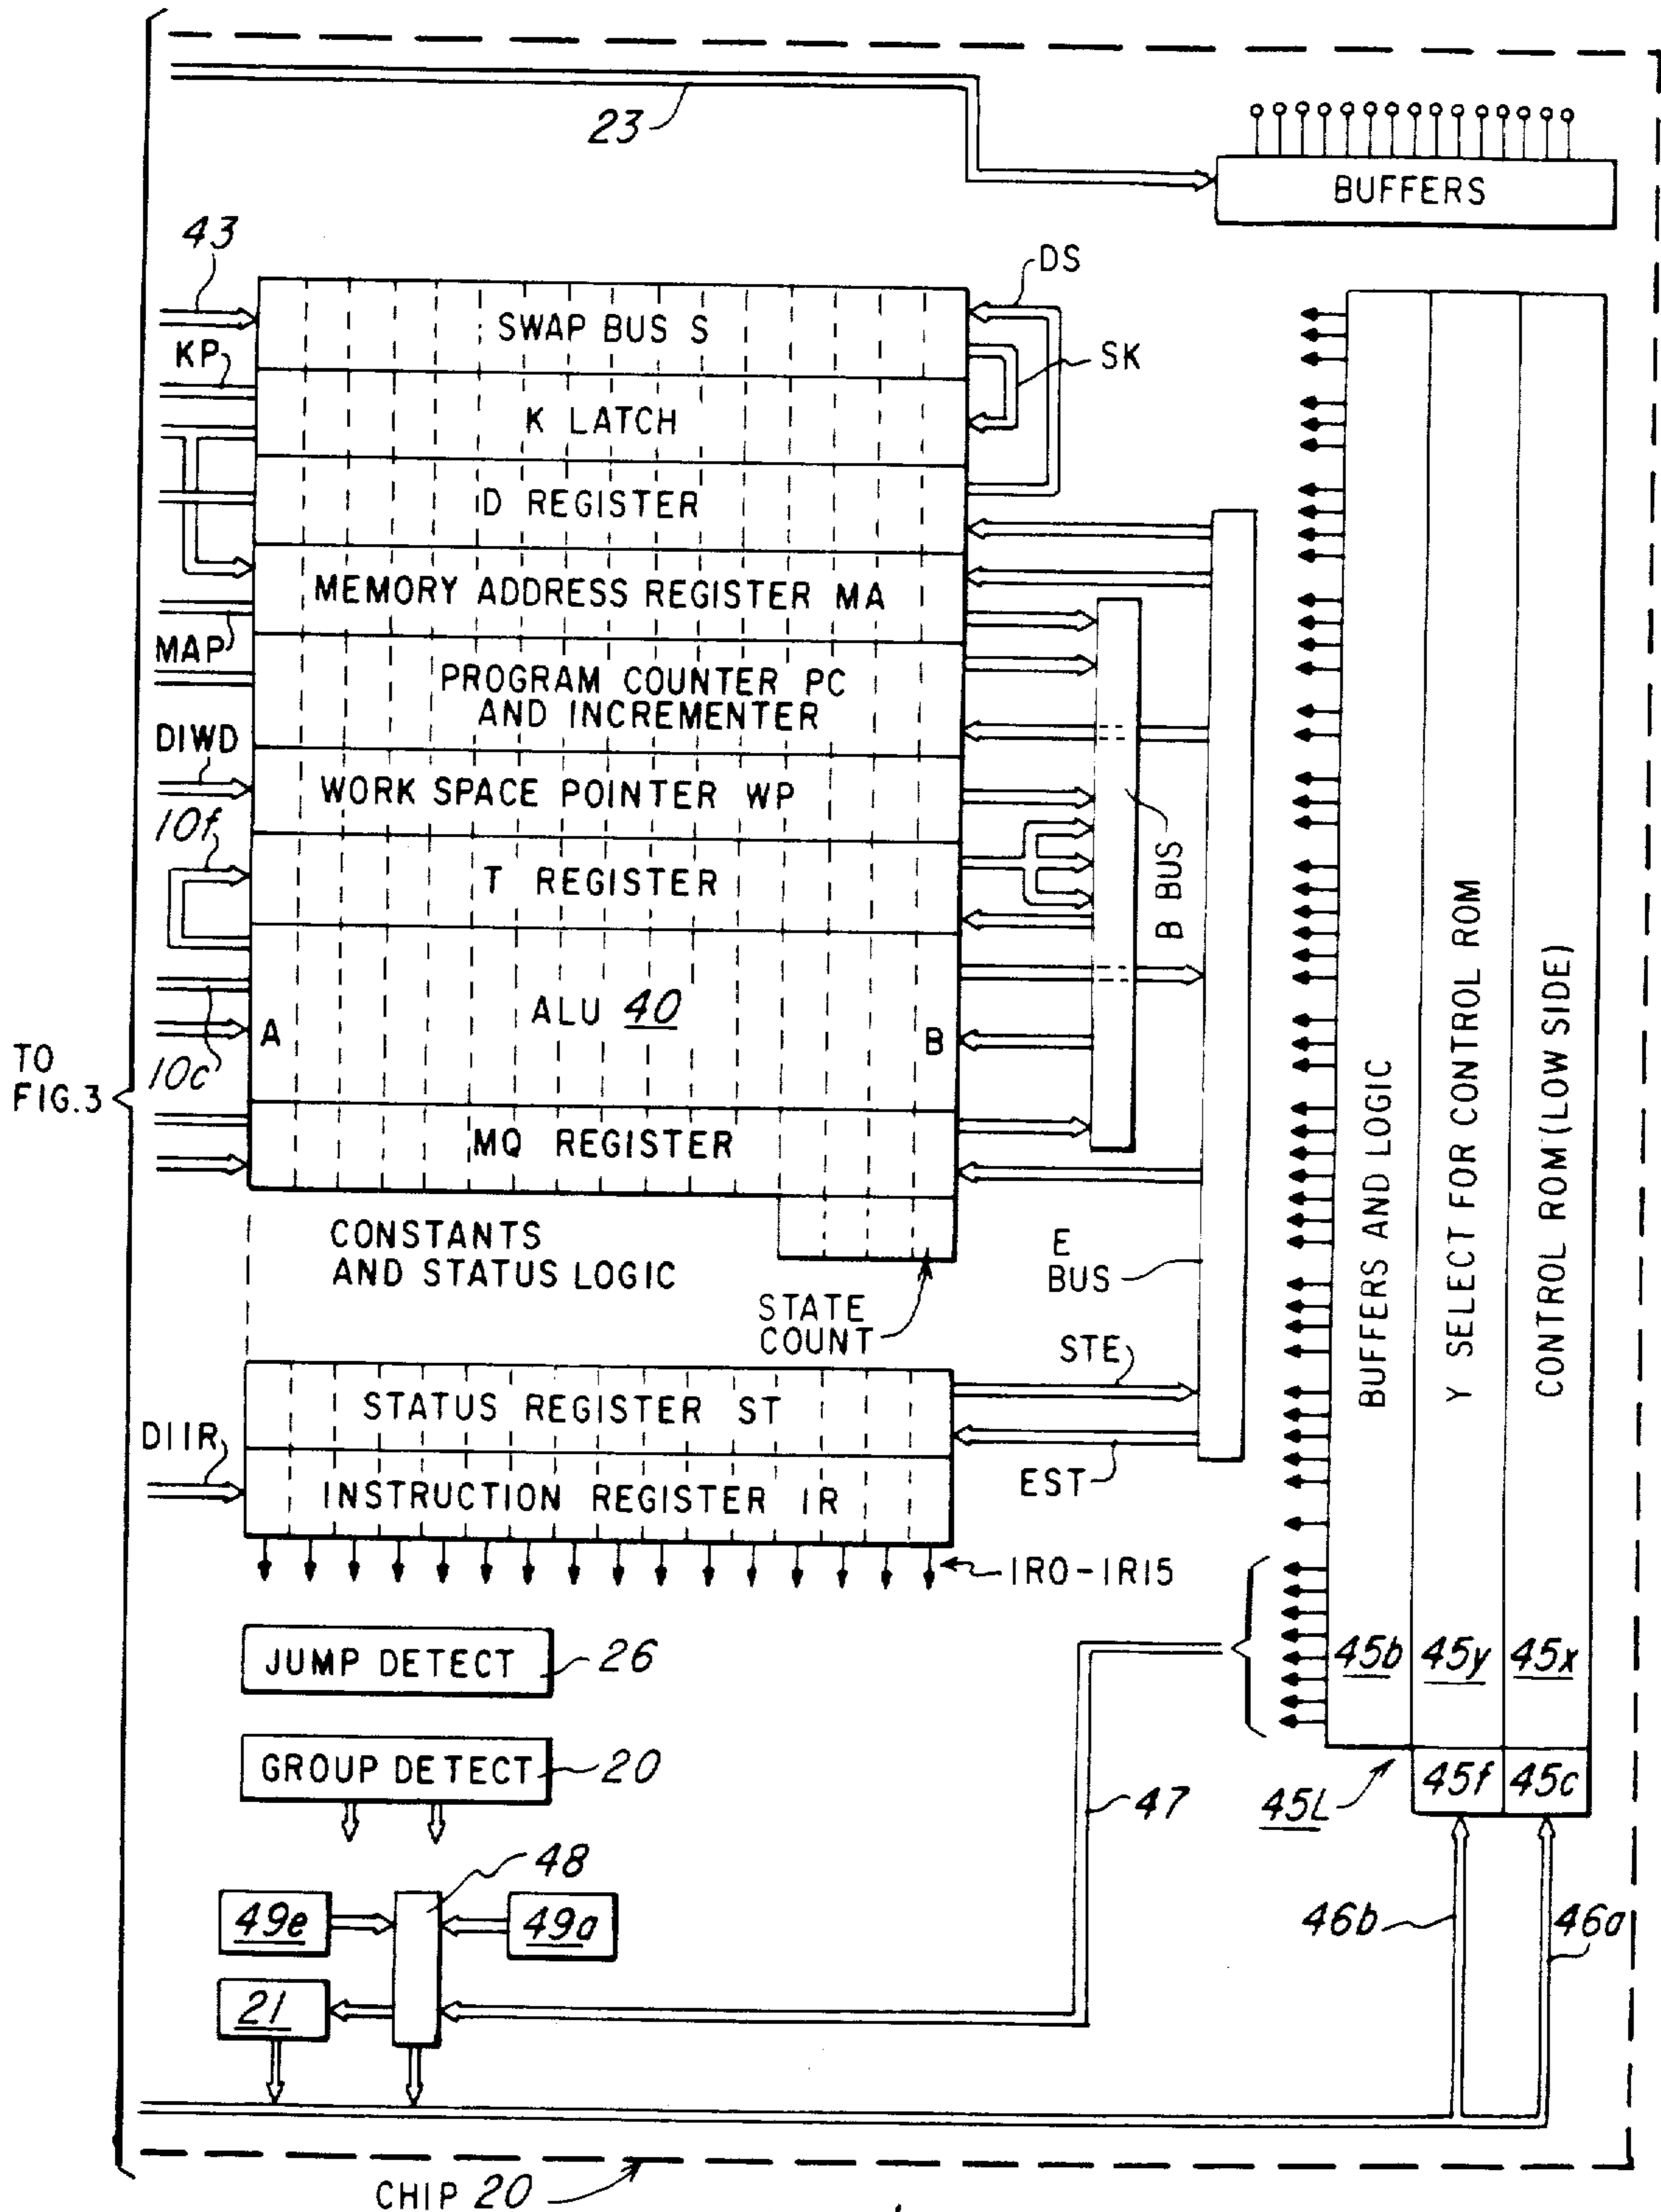 23
BUFFERS
43
KP
DS
SWAP BUS S
SK
K LATCH
D REGISTER
MEMORY ADDRESS REGISTER MA
MAP
PROGRAM COUNTER PC
AND INCREMENTER
DIWD
WORK SPACE POINTER WP
10f
T REGISTER
B BUS
ALU 40
A
B
10c
TO
FIG.3
MQ REGISTER
CONSTANTS
AND STATUS LOGIC
STATE
COUNT
E
BUS
STE
STATUS REGISTER ST
DIIR
EST
INSTRUCTION REGISTER IR
IR0-IR15
BUFFERS AND LOGIC
Y SELECT FOR CONTROL ROM
CONTROL ROM (LOW SIDE)
JUMP DETECT
26
45b
45y
45x
GROUP DETECT
20
45L
45f
45c
47
48
49e
49a
46b
46a
21
CHIP 20